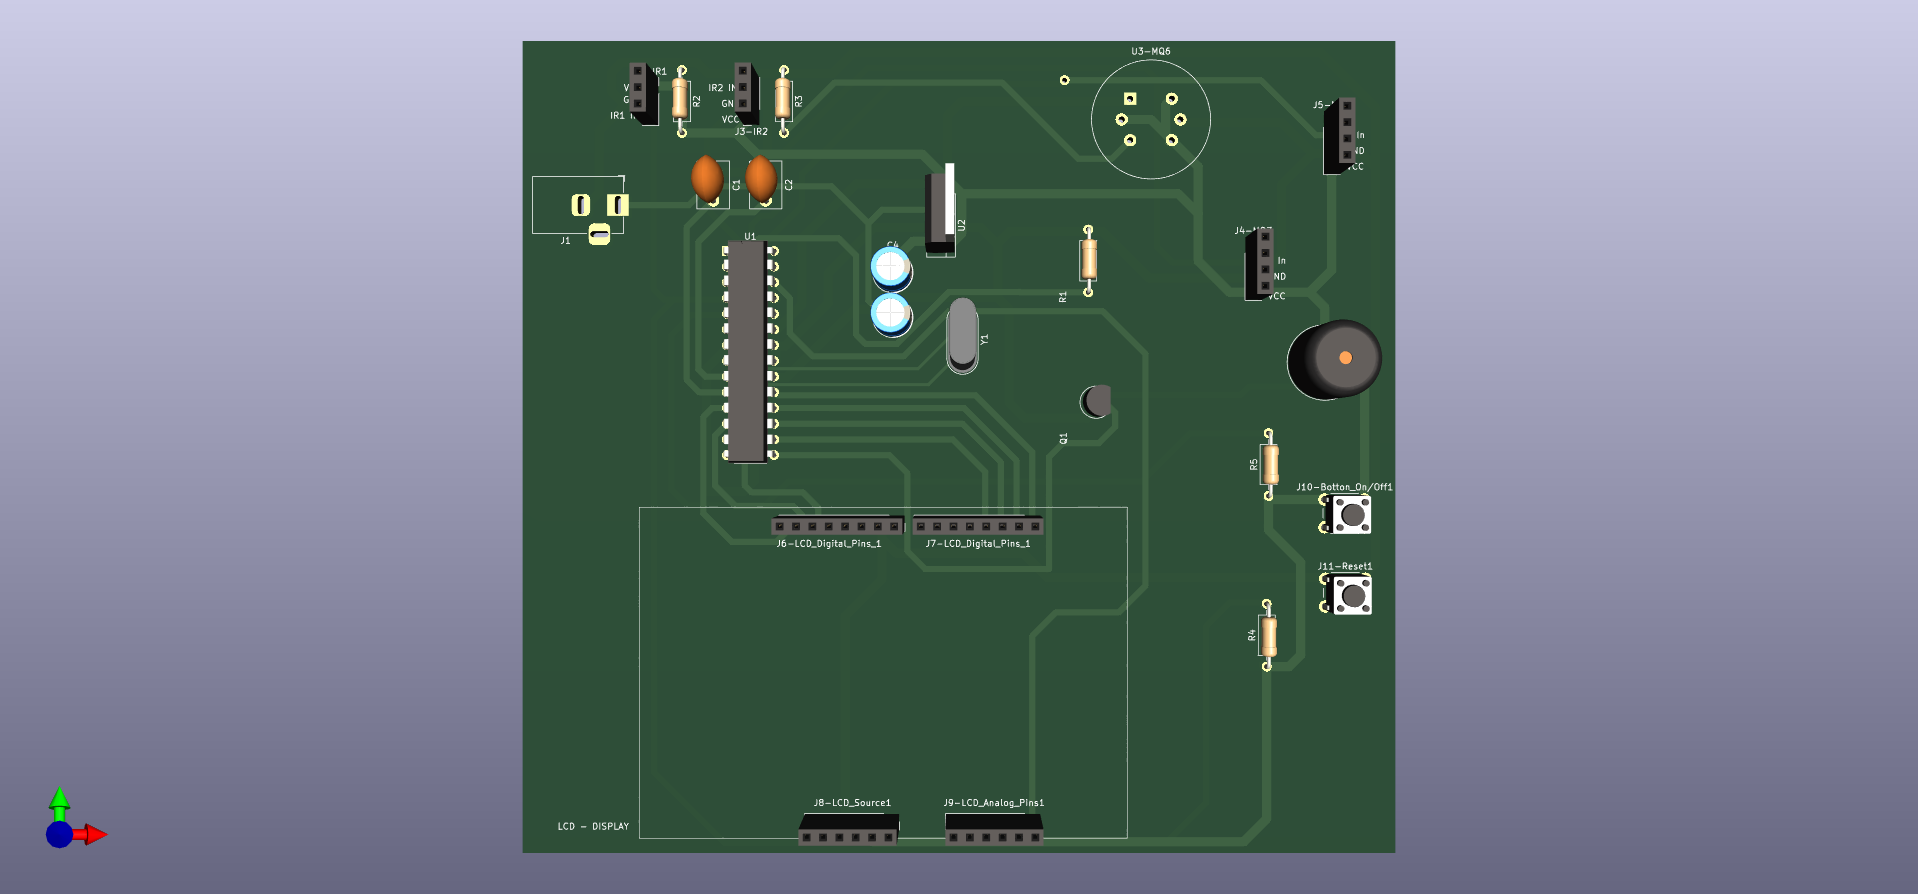 U3-MQ6
IR1
R2
IR2
R3
GN
IR1
VCC
J3-IR2
J5-
In
ND
VCC
C1
C2
J1
U2
U1
C4
J4-
In
ND
VCC
R1
Y1
Q1
R5
J10-Botton_On/Off1
J6-LCD_Digital_Pins_1
J7-LCD_Digital_Pins_1
J11-Reset1
R4
J8-LCD_Source1
J9-LCD_Analog_Pins1
LCD - DISPLAY